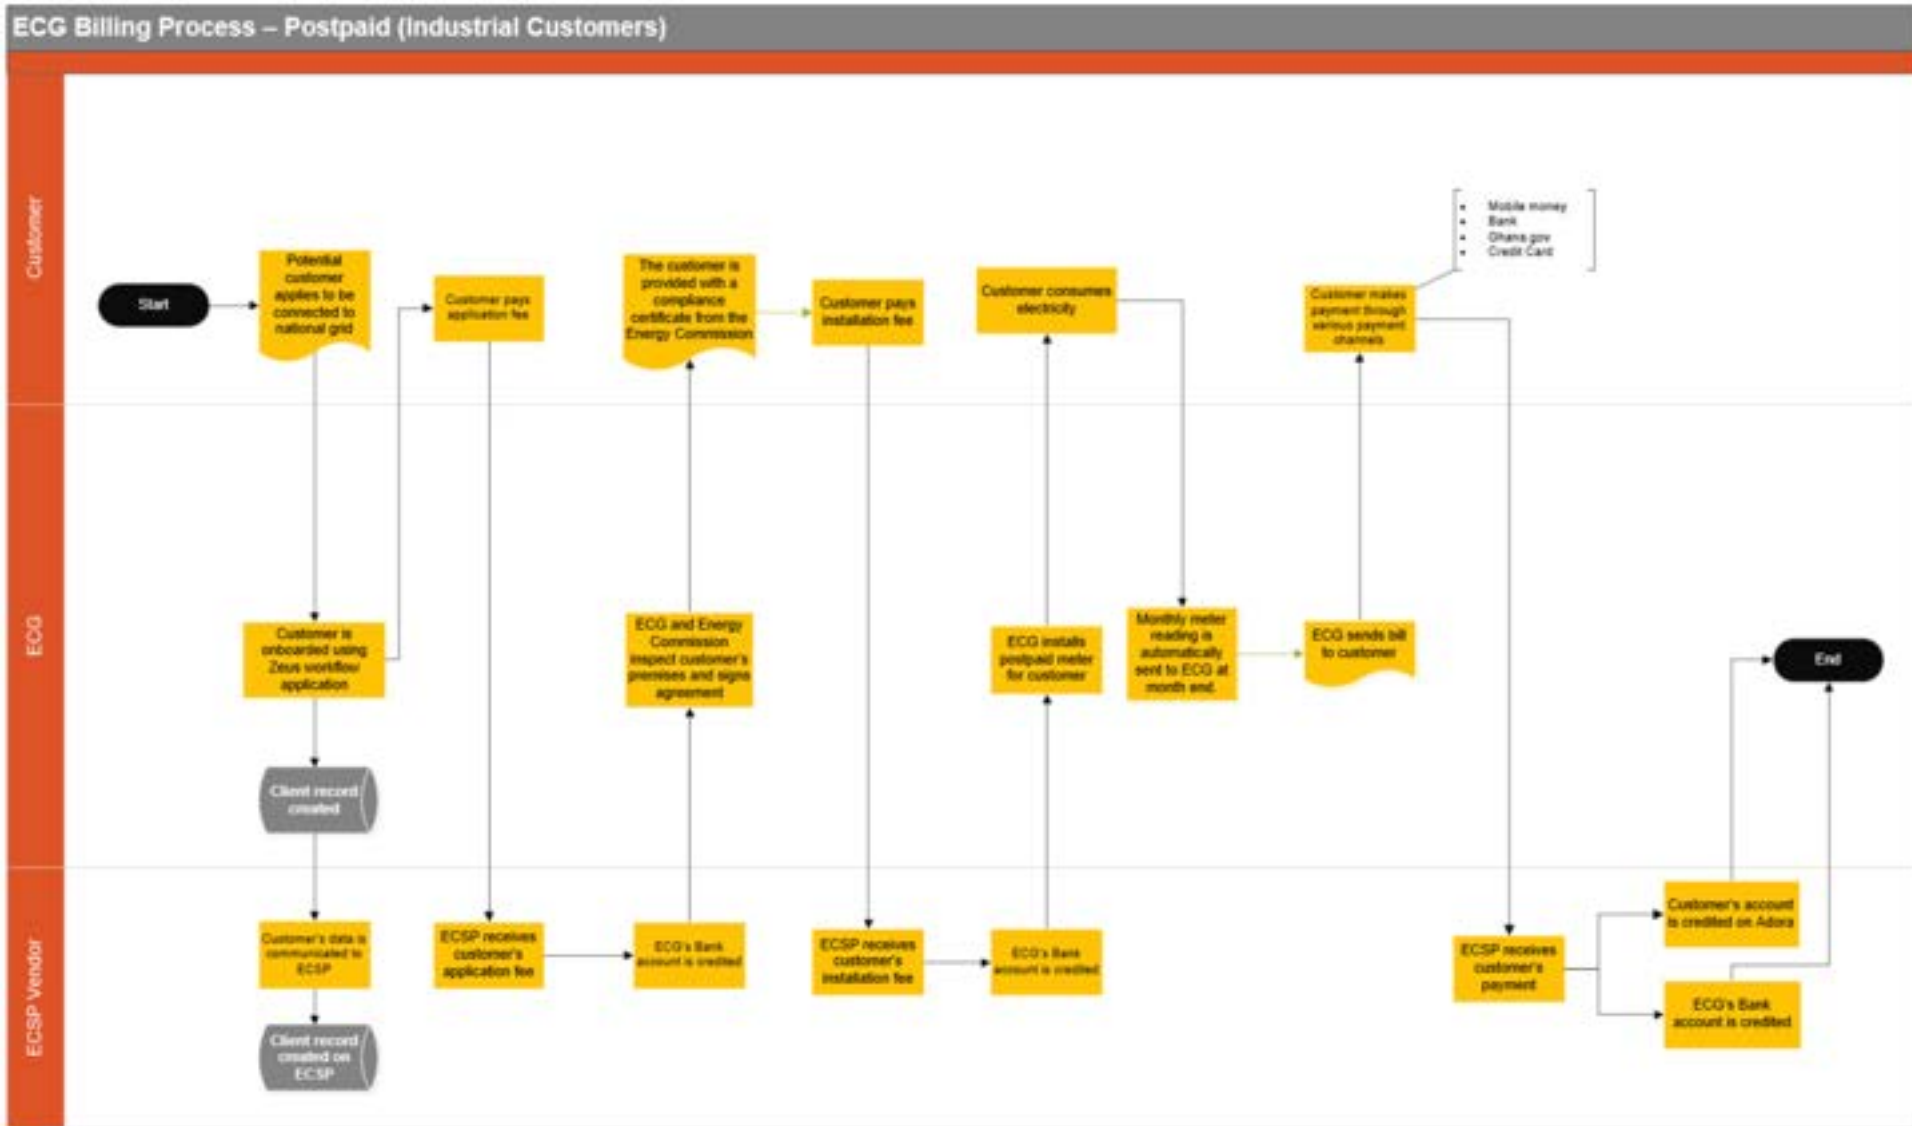 ECG Billing Process – Postpaid (Industrial Customers)
Customer
Start
Potential
customer
applies to be
connected to
national grid
Customer pays
application fee
The customer is
provided with a
compliance
certificate from the
Energy Commission
Customer pays
installation fee
Customer consumes
electricity
Customer makes
payment through
various payment
channels
• Mobile money
• Bank
• Ghana.gov
• Credit Card
ECG
Customer is
onboarded using
Zeus workflow
application
Client record
created
ECG and Energy
Commission
inspect customer's
premises and signs
agreement
ECG installs
postpaid meter
for customer
Monthly meter
reading is
automatically
sent to ECG at
month end.
ECG sends bill
to customer
End
ECSP Vendor
Customer's data is
communicated to
ECSP
Client record
created on
ECSP
ECSP receives
customer's
application fee
ECG's Bank
account is credited
ECSP receives
customer's
installation fee
ECG's Bank
account is credited
ECSP receives
customer's
payment
Customer's account
is credited on Adora
ECG's Bank
account is credited